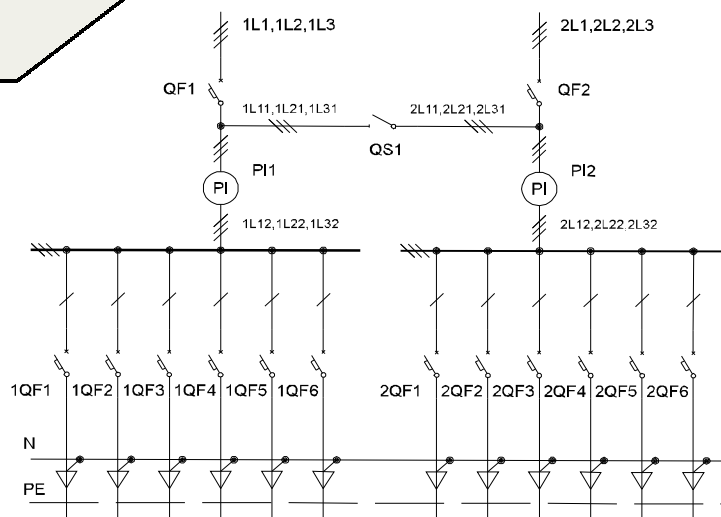 1L1,1L2,1L3
2L1,2L2,2L3
QF1
QF2
1L11,1L21,1L31
2L11,2L21,2L31
QS1
PI1
PI2
PI
PI
1L12,1L22,1L32
2L12,2L22,2L32
1QF1 1QF2 1QF3 1QF4 1QF5 1QF6
2QF1 2QF2 2QF3 2QF4 2QF5 2QF6
N
PE